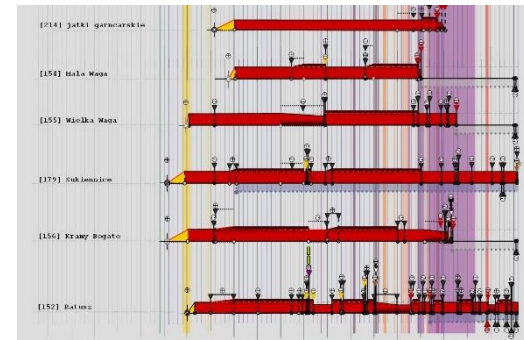 [214] jatki garncarskie
[154] Mała Waga
[155] Wielka Waga
[179] Sukiennice
[156] Kramy Bogate
[152] Ratusz